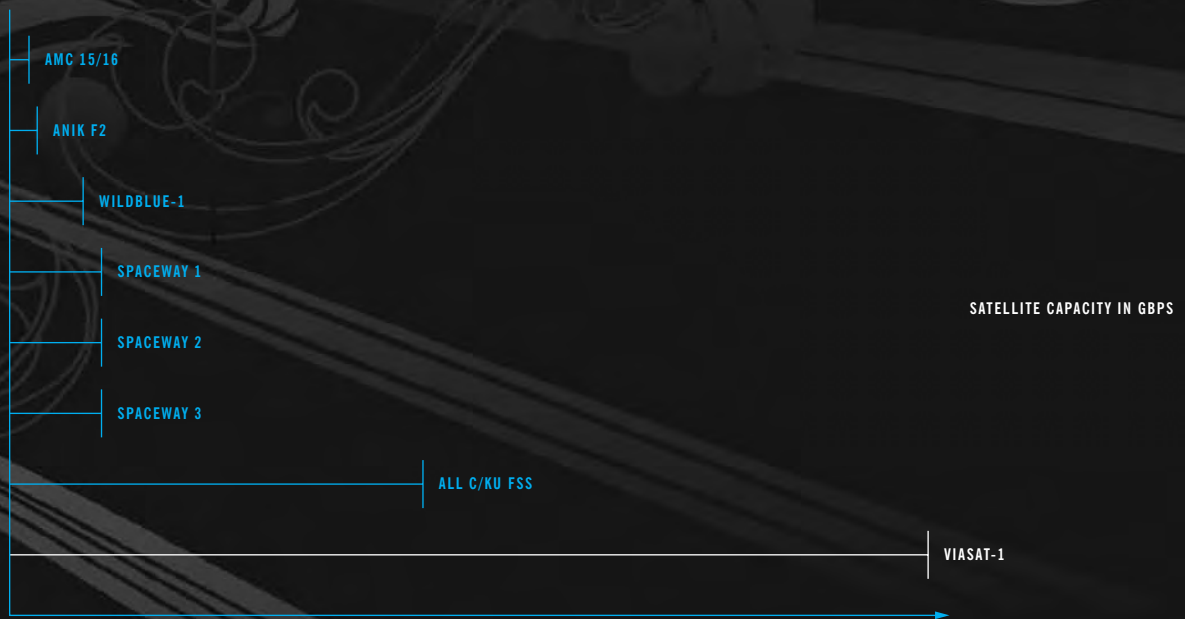 AMC 15/16
ANIK F2
WILDBLUE-1
SPACEWAY 1
SATELLITE CAPACITY IN GBPS
SPACEWAY 2
SPACEWAY 3
ALL C/KU FSS
VIASAT-1